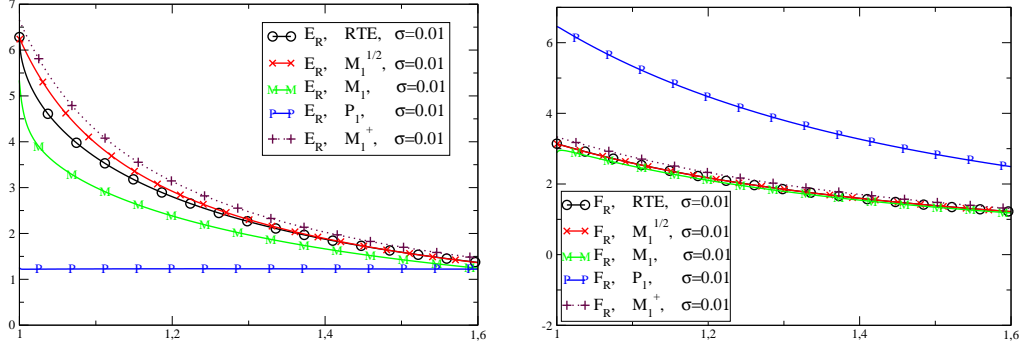 7
6
5
4
3
2
1
0
1
1,2
1,4
1,6
E_R, RTE, σ=0.01
E_R, M_1^{1/2}, σ=0.01
E_R, M_1, σ=0.01
E_R, P_1, σ=0.01
E_R, M_1^+, σ=0.01
6
4
2
0
-2
1
1,2
1,4
1,6
F_R, RTE, σ=0.01
F_R, M_1^{1/2}, σ=0.01
F_R, M_1, σ=0.01
F_R, P_1, σ=0.01
F_R, M_1^+, σ=0.01